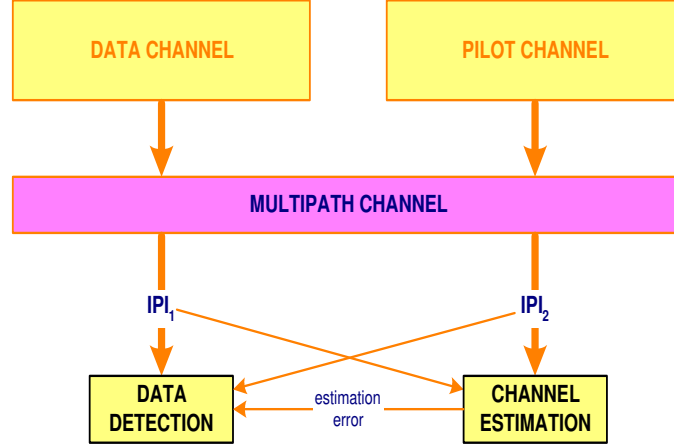 DATA CHANNEL
PILOT CHANNEL
MULTIPATH CHANNEL
IPI₁
IPI₂
DATA
DETECTION
estimation
error
CHANNEL
ESTIMATION